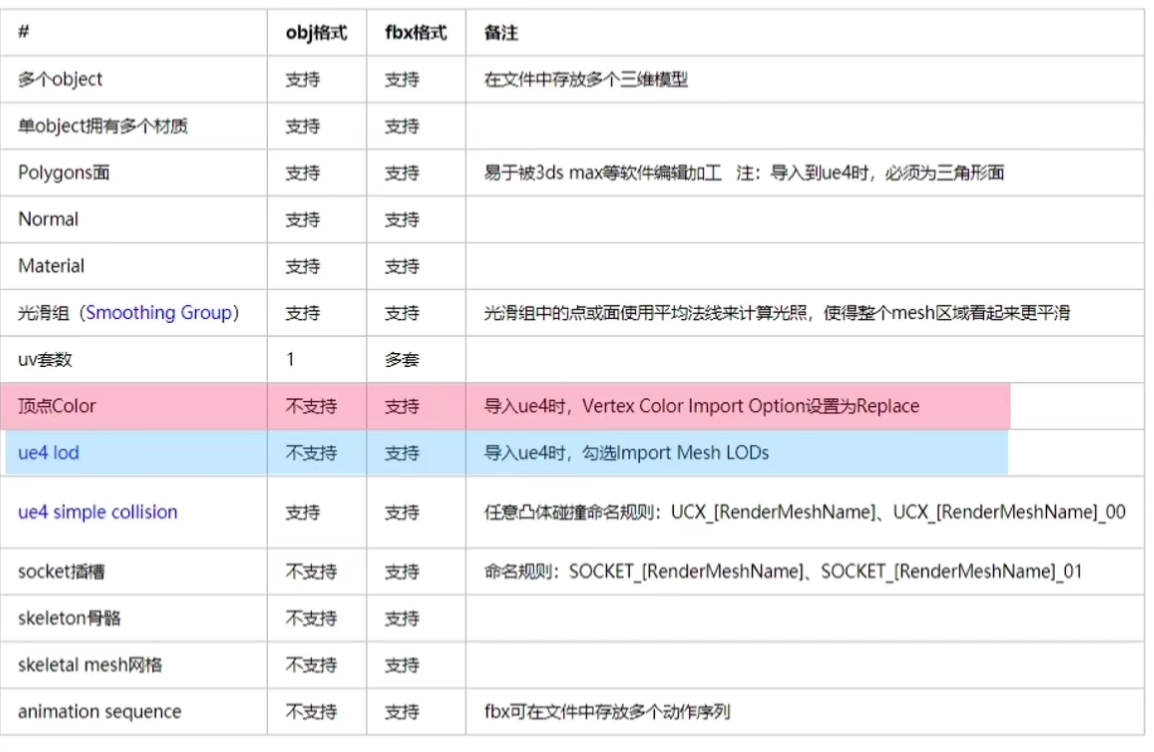 # obj格式 fbx格式 备注
多个object 支持 支持 在文件中存放多个三维模型
单object拥有多个材质 支持 支持
Polygons面 支持 支持 易于被3ds max等软件编辑加工 注：导入到ue4时，必须为三角形面
Normal 支持 支持
Material 支持 支持
光滑组（Smoothing Group） 支持 支持 光滑组中的点或面使用平均法线来计算光照，使得整个mesh区域看起来更平滑
uv套数 1 多套
顶点Color 不支持 支持 导入ue4时，Vertex Color Import Option设置为Replace
ue4 lod 不支持 支持 导入ue4时，勾选Import Mesh LODs
ue4 simple collision 支持 支持 任意凸体碰撞命名规则：UCX_[RenderMeshName]、UCX_[RenderMeshName]_00
socket插槽 不支持 支持 命名规则：SOCKET_[RenderMeshName]、SOCKET_[RenderMeshName]_01
skeleton骨骼 不支持 支持
skeletal mesh网格 不支持 支持
animation sequence 不支持 支持 fbx可在文件中存放多个动作序列